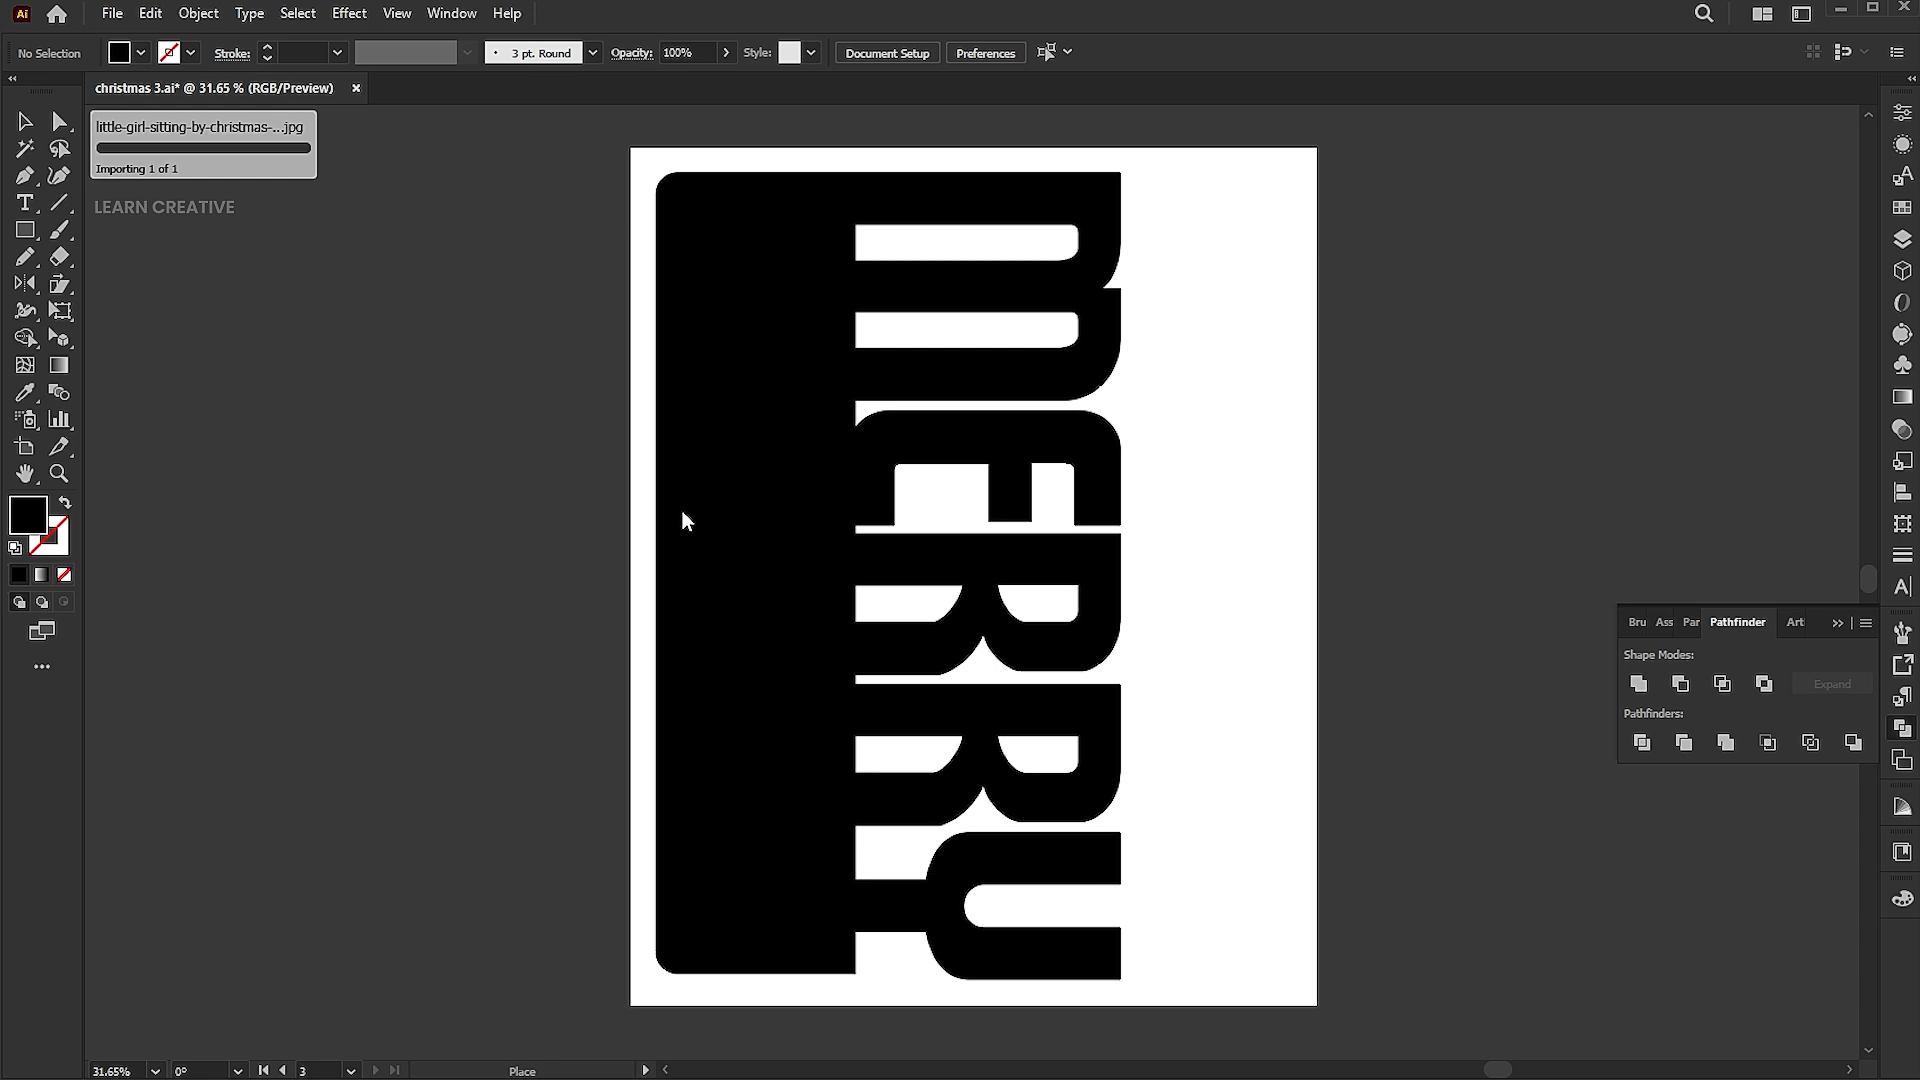 Ai File Edit Object Type Select Effect View Window Help
No Selection Stroke: 3 pt. Round Opacity: 100% Style: Document Setup Preferences
christmas 3.ai* @ 31.65 % (RGB/Preview)
little-girl-sitting-by-christmas-...jpg
Importing 1 of 1
LEARN CREATIVE
MERRY
Bru Ass Par Pathfinder Art
Shape Modes:
Expand
Pathfinders:
31.65% 0° 3 Place